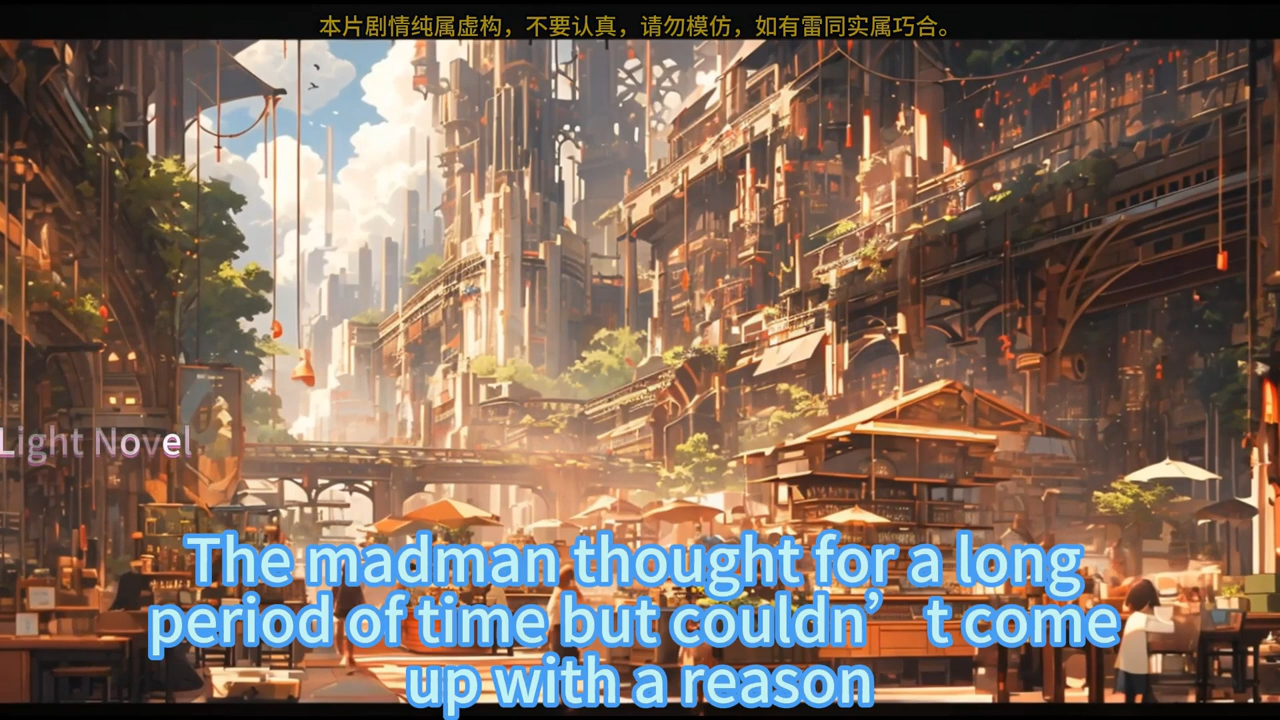 本片剧情纯属虚构，不要认真，请勿模仿，如有雷同实属巧合。
Light Novel
The madman thought for a long
period of time but couldn’t come
up with a reason